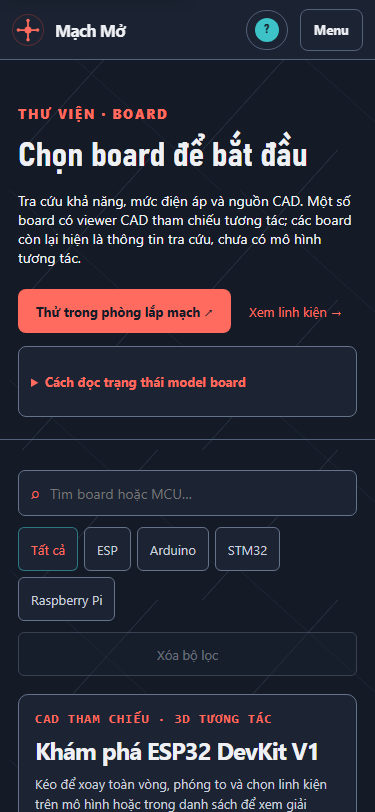 Mạch Mở
?
Menu
THƯ VIỆN · BOARD
Chọn board để bắt đầu
Tra cứu khả năng, mức điện áp và nguồn CAD. Một số
board có viewer CAD tham chiếu tương tác; các board
còn lại hiện là thông tin tra cứu, chưa có mô hình
tương tác.
Thử trong phòng lắp mạch ↗
Xem linh kiện →
▶ Cách đọc trạng thái model board
Tìm board hoặc MCU...
Tất cả
ESP
Arduino
STM32
Raspberry Pi
Xóa bộ lọc
CAD THAM CHIẾU · 3D TƯƠNG TÁC
Khám phá ESP32 DevKit V1
Kéo để xoay toàn vòng, phóng to và chọn linh kiện
trên mô hình hoặc trong danh sách để xem giải